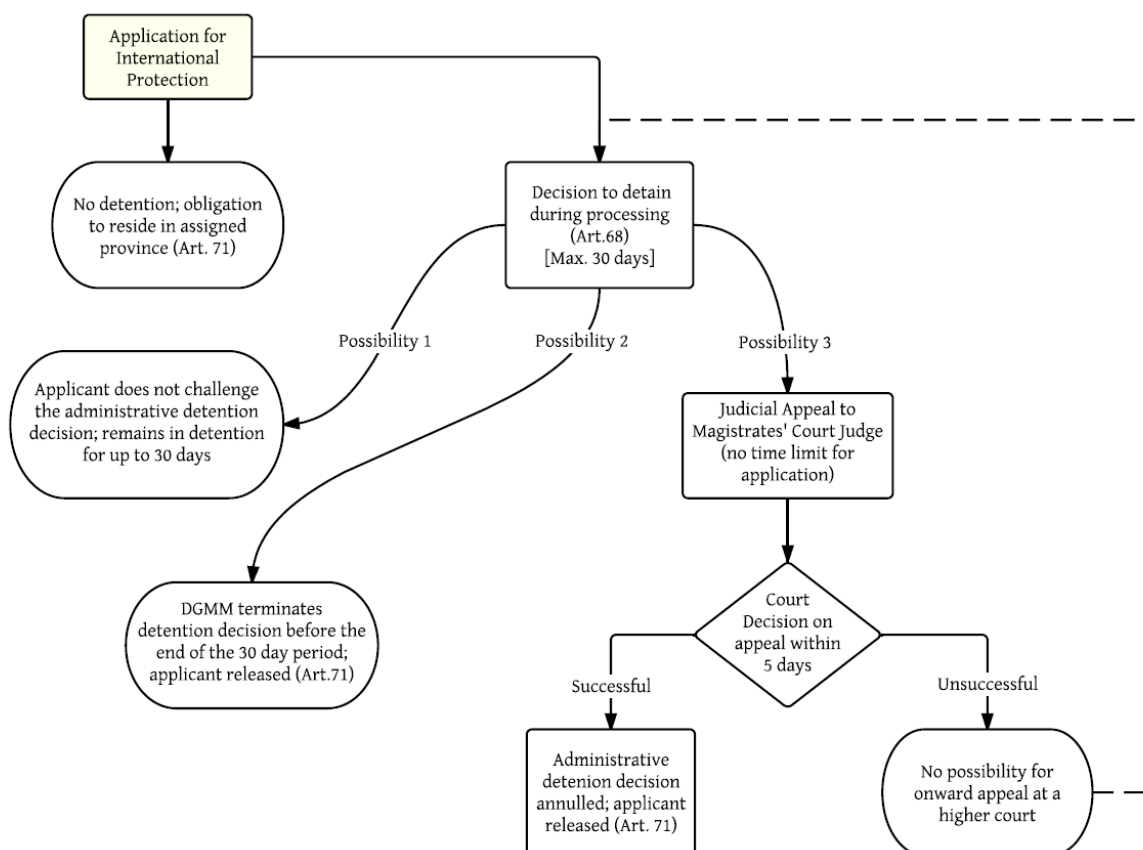 Application for
International
Protection
No detention; obligation
to reside in assigned
province (Art. 71)
Decision to detain
during processing
(Art.68)
[Max. 30 days]
Possibility 1
Possibility 2
Possibility 3
Applicant does not challenge
the administrative detention
decision; remains in detention
for up to 30 days
Judicial Appeal to
Magistrates' Court Judge
(no time limit for
application)
DGMM terminates
detention decision before the
end of the 30 day period;
applicant released (Art.71)
Court
Decision on
appeal within
5 days
Successful
Unsuccessful
Administrative
detenion decision
annulled; applicant
released (Art. 71)
No possibility for
onward appeal at a
higher court